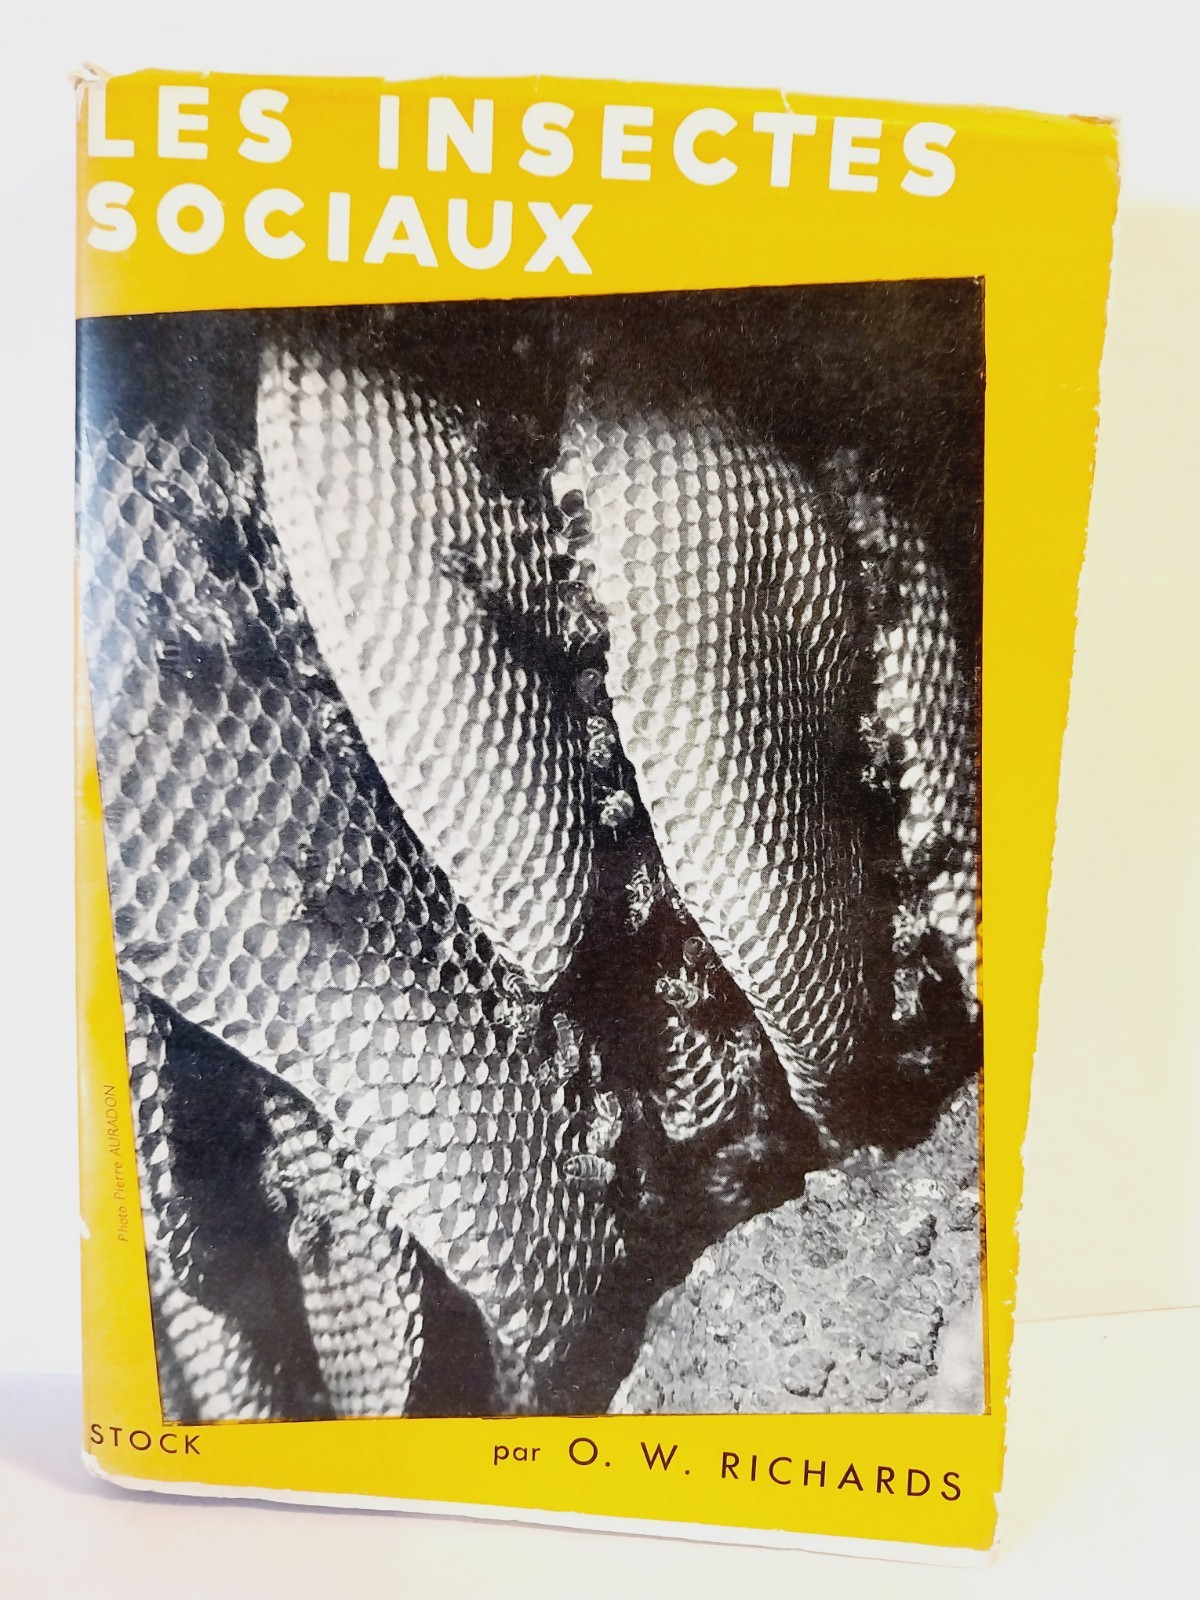 LES INSECTES
SOCIAUX
Photo Pierre AURADON
STOCK
par O. W. RICHARDS